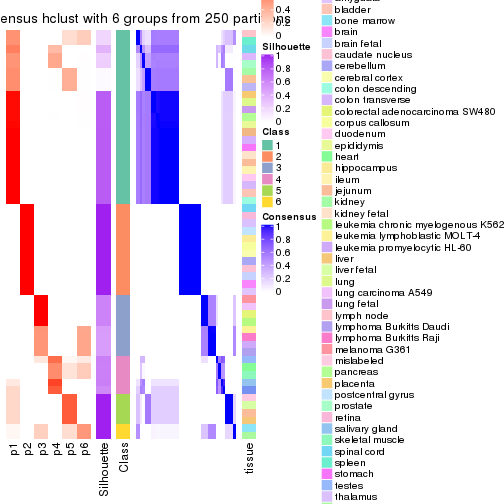 ensus hclust with 6 groups from 250 parti
ns
0.4
0.2
0
Silhouette
1
0.8
0.6
0.4
0.2
0
Class
1
2
3
4
5
6
Consensus
1
0.8
0.6
0.4
0.2
0
bladder
bone marrow
brain
brain fetal
caudate nucleus
cerebellum
cerebral cortex
colon descending
colon transverse
colorectal adenocarcinoma SW480
corpus callosum
duodenum
epididymis
heart
hippocampus
ileum
jejunum
kidney
kidney fetal
leukemia chronic myelogenous K562
leukemia lymphoblastic MOLT-4
leukemia promyelocytic HL-60
liver
liver fetal
lung
lung carcinoma A549
lung fetal
lymph node
lymphoma Burkitts Daudi
lymphoma Burkitts Raji
melanoma G361
mislabeled
pancreas
placenta
postcentral gyrus
prostate
retina
salivary gland
skeletal muscle
spinal cord
spleen
stomach
testes
thalamus
p1
p2
p3
p4
p5
p6
Silhouette
Class
tissue